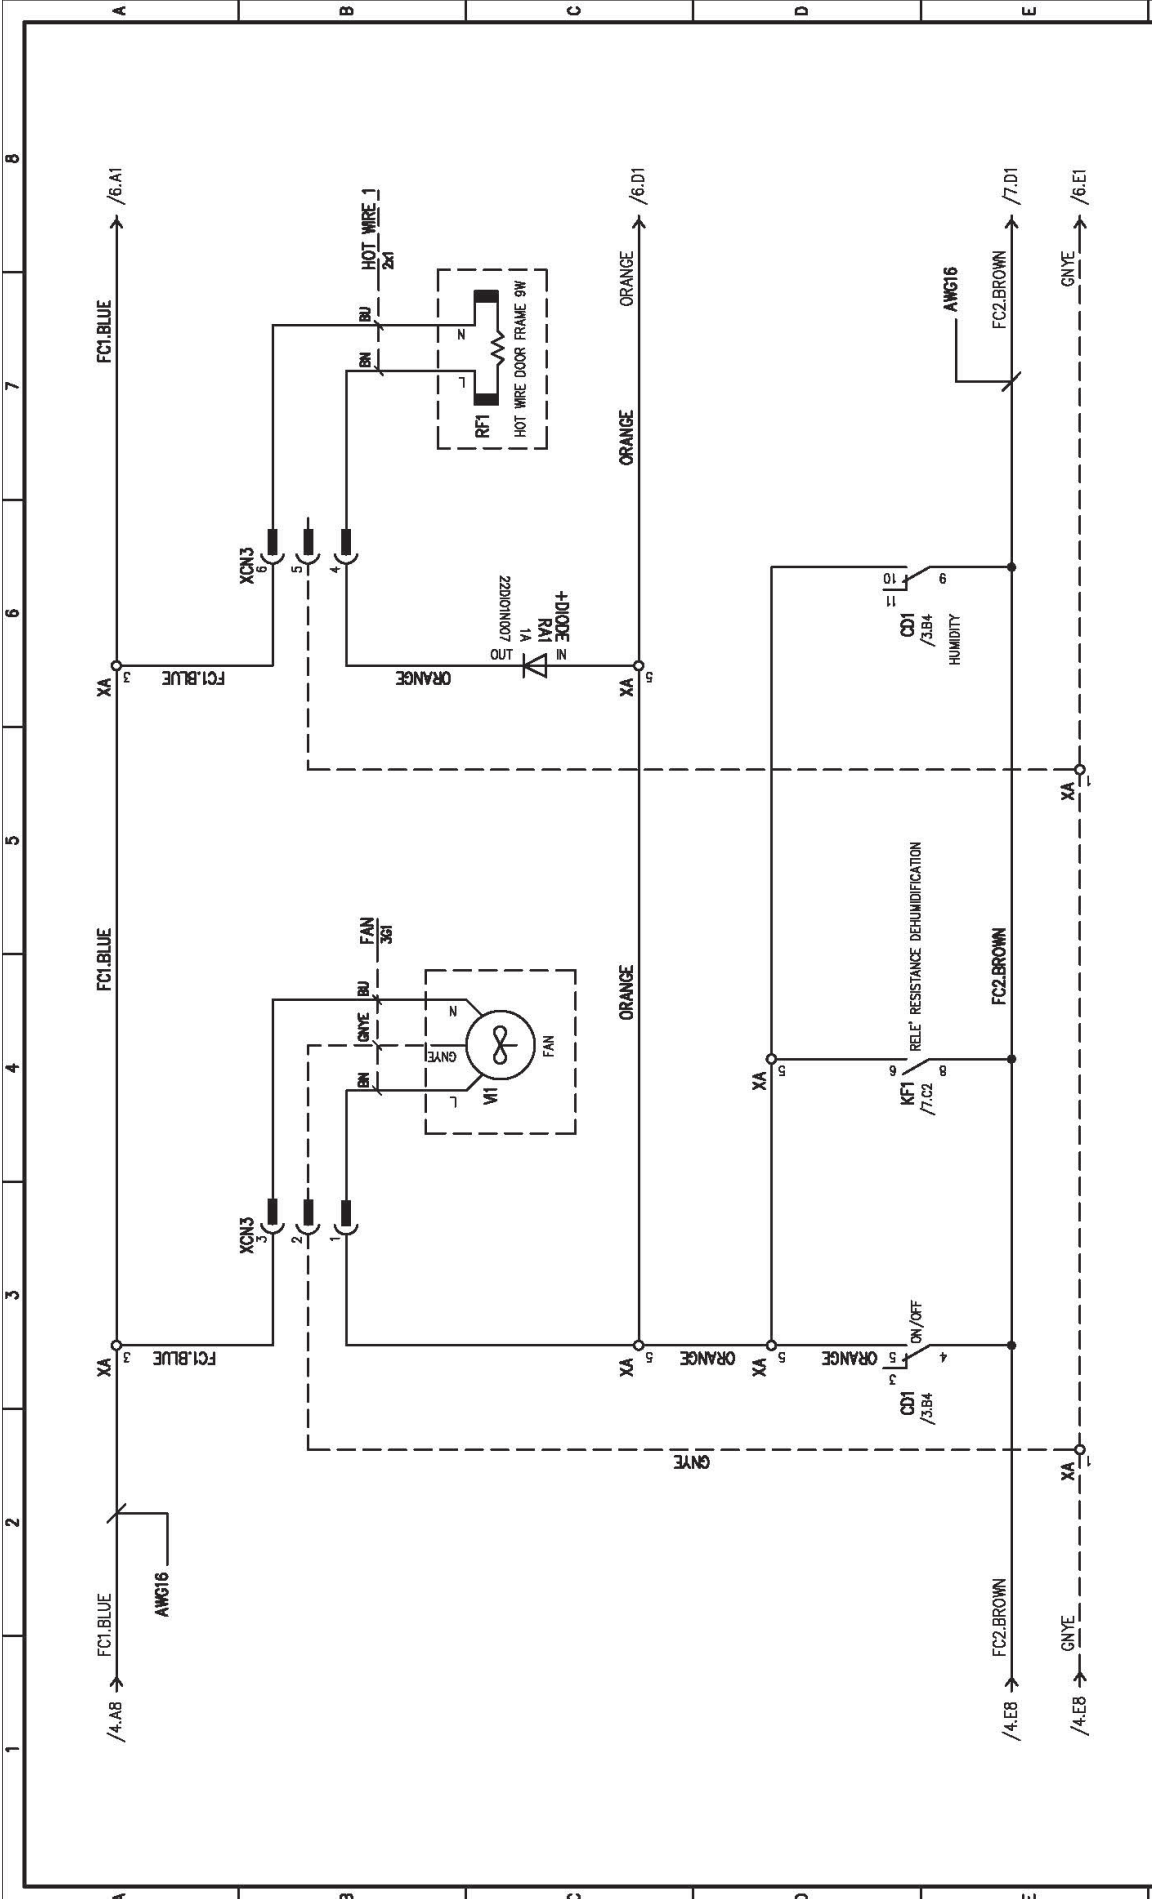 1
2
3
4
5
6
7
8
A
B
C
D
E
A
B
C
D
E
/4.A8
FC1.BLUE
AWG16
XA
3
FC1.BLUE
FC1.BLUE
XA
3
FC1.BLUE
FC1.BLUE
/6.A1
XCN3
3
2
1
BN
GNYE
BU
FAN
3G1
L
GNYE
N
VI1
FAN
XCN3
6
5
4
BN
BU
HOT WIRE 1
2x1
L
N
RF1
HOT WIRE DOOR FRAME 9W
ORANGE
OUT
22DIO1N007
1A
RA1
+DIODE
IN
XA
5
ORANGE
XA
5
ORANGE
ORANGE
/6.D1
ORANGE
XA
5
XA
5
ORANGE
3
5
ON/OFF
4
CD1
/3.B4
6
RELE' RESISTANCE DEHUMIDIFICATION
8
KF1
/7.C2
11
10
9
CD1
/3.B4
HUMIDITY
AWG16
/4.E8
FC2.BROWN
FC2.BROWN
FC2.BROWN
/7.D1
GNYE
/4.E8
GNYE
XA
1
XA
1
GNYE
/6.E1